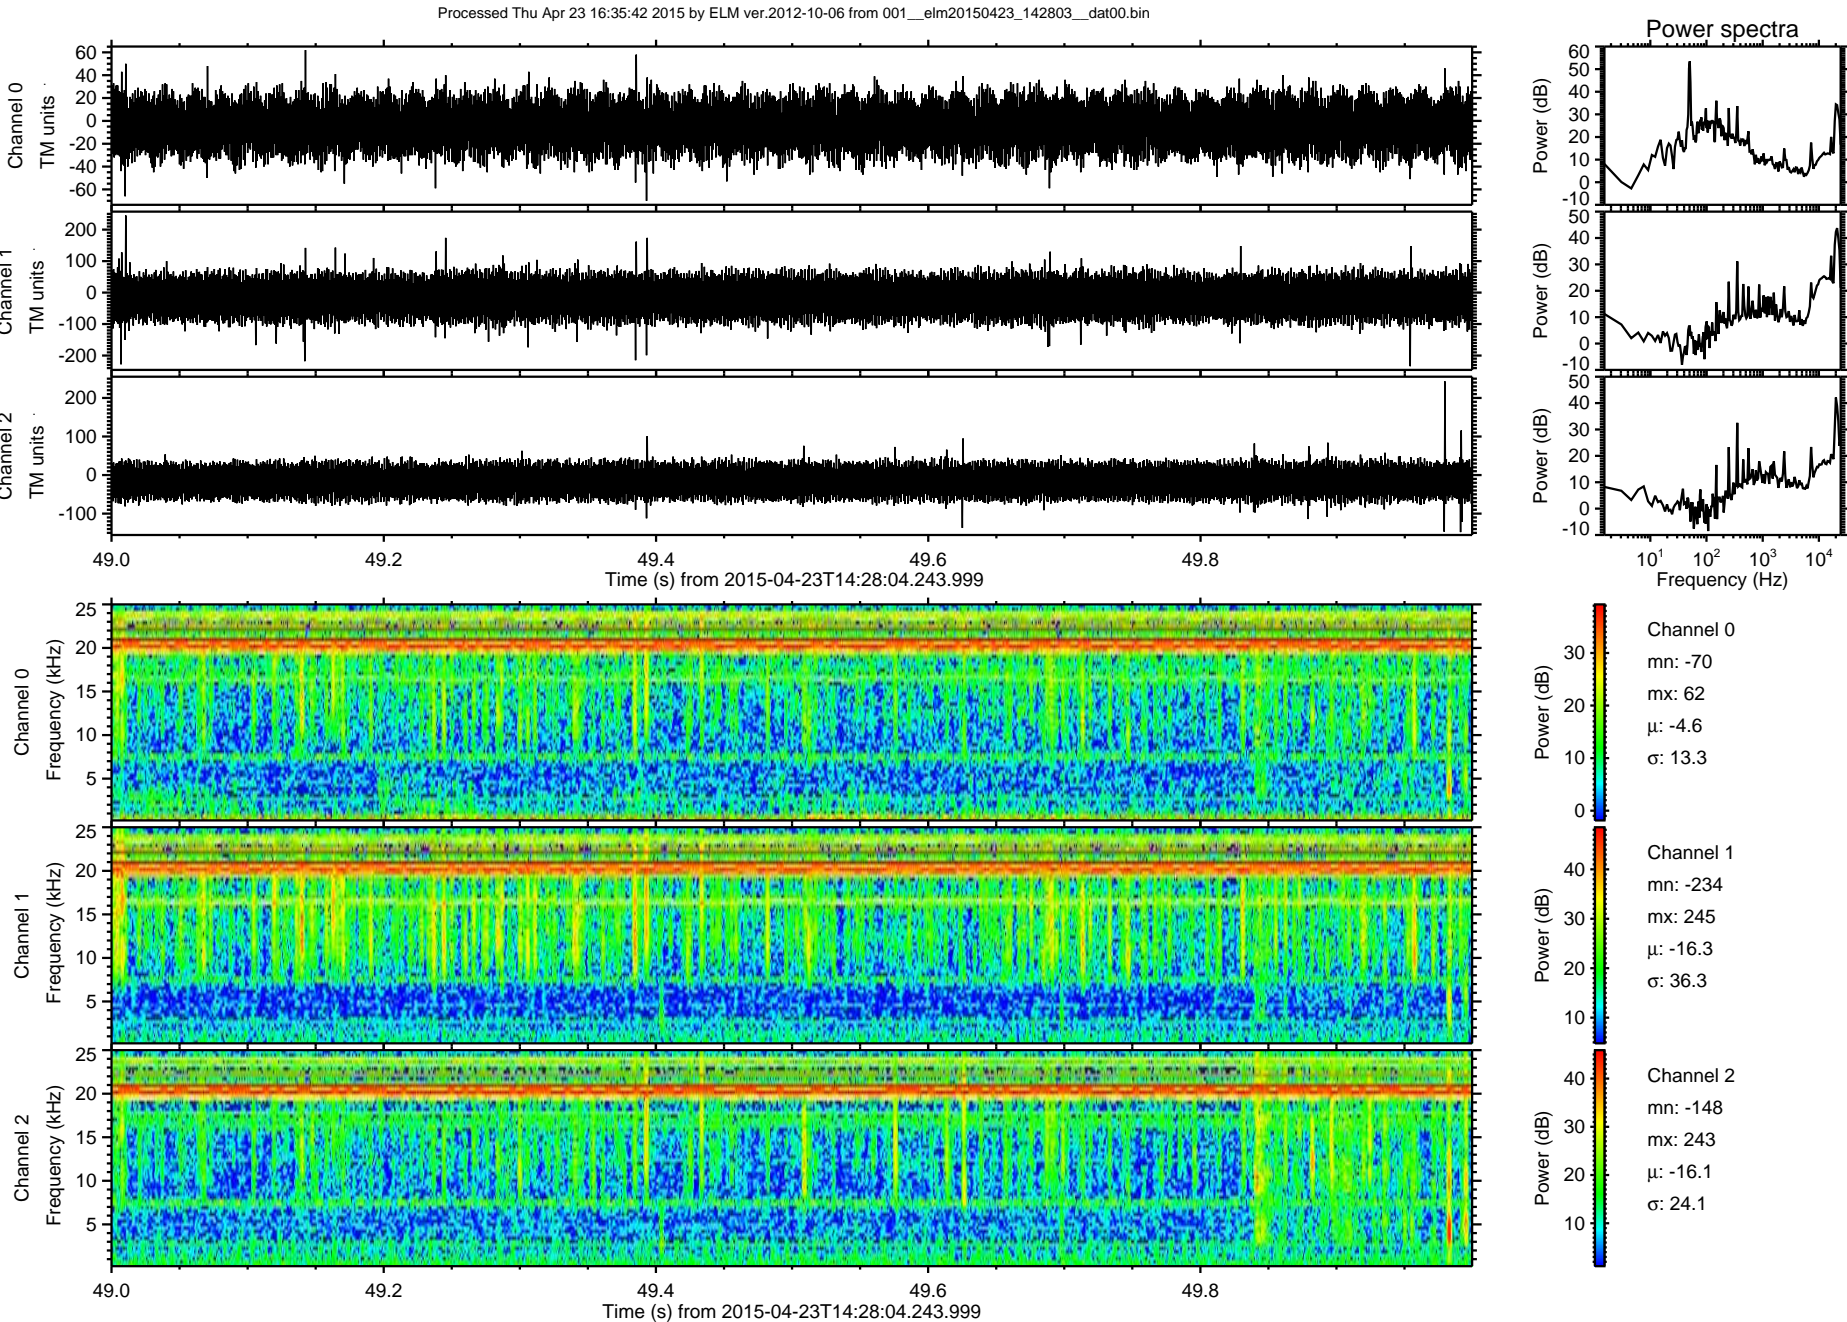 Processed Thu Apr 23 16:35:42 2015 by ELM ver.2012-10-06 from 001__elm20150423_142803__dat00.bin
Power spectra
Channel 0
TM units
60
40
20
0
-20
-40
-60
Power (dB)
60
50
40
30
20
10
0
-10
Channel 1
TM units
200
100
0
-100
-200
Power (dB)
50
40
30
20
10
0
-10
Channel 2
TM units
200
100
0
-100
Power (dB)
50
40
30
20
10
0
-10
49.0 49.2 49.4 49.6 49.8
Time (s) from 2015-04-23T14:28:04.243.999
10^1 10^2 10^3 10^4
Frequency (Hz)
Channel 0
Frequency (kHz)
25
20
15
10
5
Power (dB)
30
20
10
0
Channel 0
mn: -70
mx: 62
μ: -4.6
σ: 13.3
Channel 1
Frequency (kHz)
25
20
15
10
5
Power (dB)
40
30
20
10
Channel 1
mn: -234
mx: 245
μ: -16.3
σ: 36.3
Channel 2
Frequency (kHz)
25
20
15
10
5
Power (dB)
40
30
20
10
Channel 2
mn: -148
mx: 243
μ: -16.1
σ: 24.1
49.0 49.2 49.4 49.6 49.8
Time (s) from 2015-04-23T14:28:04.243.999